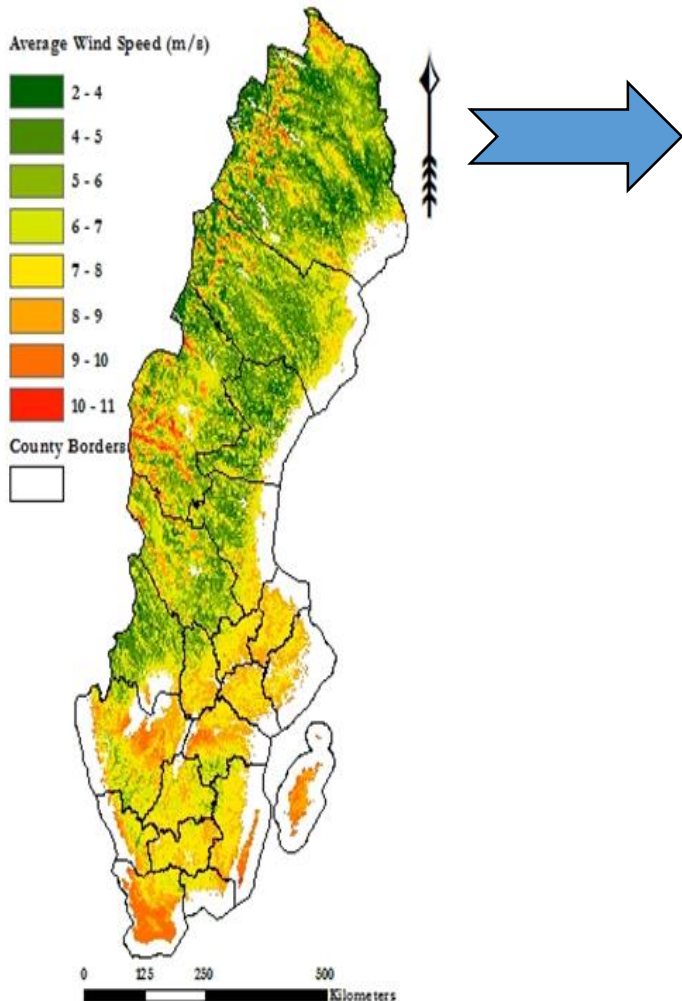 Average Wind Speed (m/s)
2 - 4
4 - 5
5 - 6
6 - 7
7 - 8
8 - 9
9 - 10
10 - 11
County Borders
0 125 250 500
Kilometers